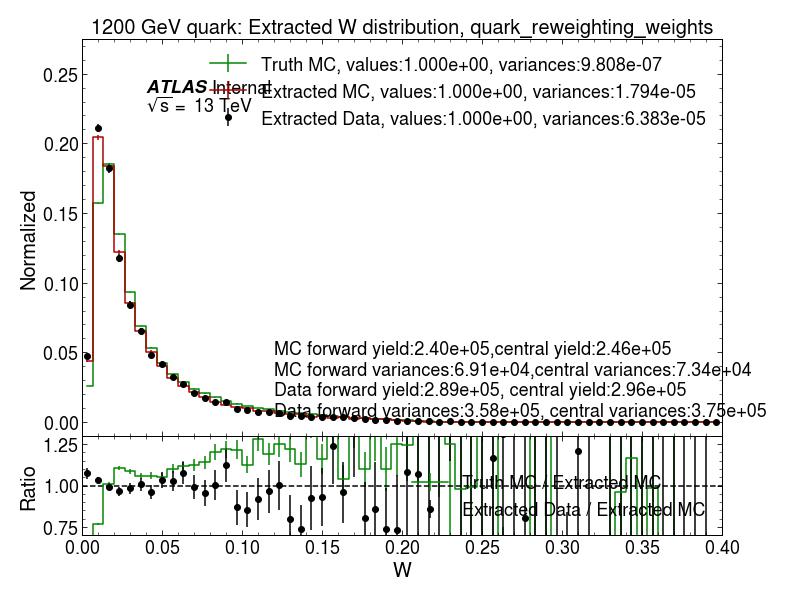 1200 GeV quark: Extracted W distribution, quark_reweighting_weights
Truth MC, values:1.000e+00, variances:9.808e-07
ATLAS Internal
Extracted MC, values:1.000e+00, variances:1.794e-05
√s = 13 TeV
Extracted Data, values:1.000e+00, variances:6.383e-05
0.25
0.20
0.15
0.10
0.05
0.00
Normalized
MC forward yield:2.40e+05,central yield:2.46e+05
MC forward variances:6.91e+04,central variances:7.34e+04
Data forward yield:2.89e+05, central yield:2.96e+05
Data forward variances:3.58e+05, central variances:3.75e+05
1.25
1.00
0.75
Ratio
Truth MC / Extracted MC
Extracted Data / Extracted MC
0.00 0.05 0.10 0.15 0.20 0.25 0.30 0.35 0.40
W